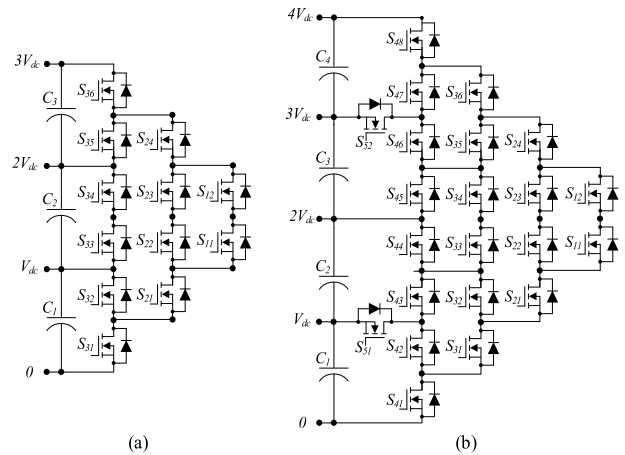 3V_dc
S_36
C_3
S_35
S_24
2V_dc
S_34
S_23
S_12
C_2
S_33
S_22
S_11
V_dc
S_32
S_21
C_1
S_31
0
(a)
4V_dc
S_48
C_4
S_47
S_36
3V_dc
S_52
S_46
S_35
S_24
C_3
S_45
S_34
S_23
S_12
2V_dc
S_44
S_33
S_22
S_11
C_2
S_43
S_32
S_21
V_dc
S_51
S_42
S_31
C_1
S_41
0
(b)